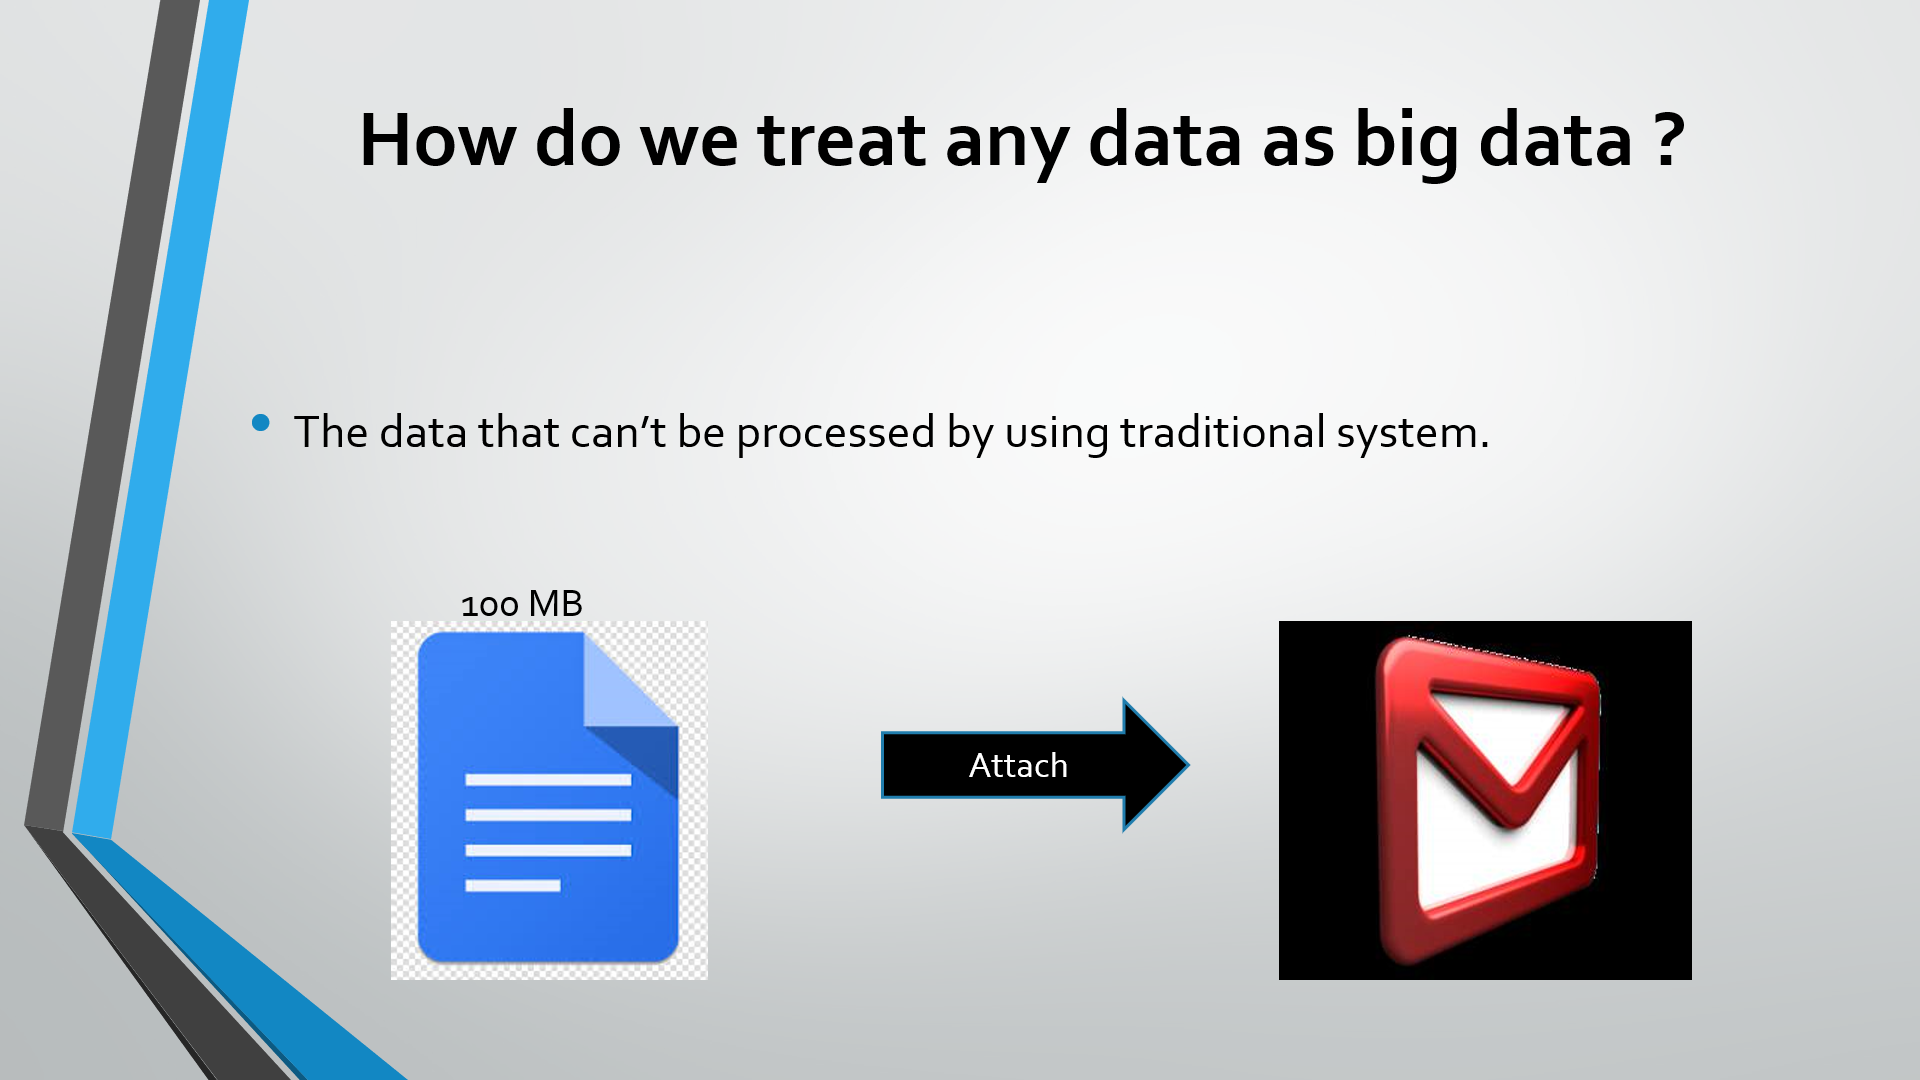 How do we treat any data as big data ?
• The data that can’t be processed by using traditional system.
100 MB
Attach